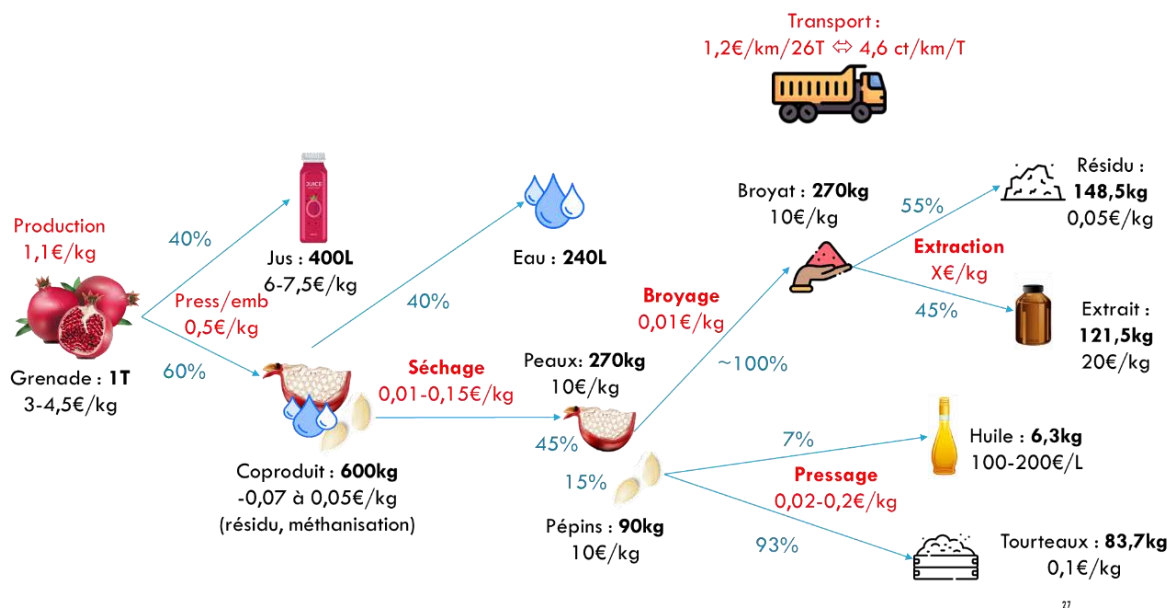 Transport :
1,2€/km/26T ⇔ 4,6 ct/km/T
Production
1,1€/kg
Grenade : 1T
3-4,5€/kg
40%
JUICE
Jus : 400L
6-7,5€/kg
Press/emb
0,5€/kg
60%
Coproduit : 600kg
-0,07 à 0,05€/kg
(résidu, méthanisation)
40%
Eau : 240L
Séchage
0,01-0,15€/kg
45%
15%
Peaux: 270kg
10€/kg
Pépins : 90kg
10€/kg
Broyage
0,01€/kg
~100%
Broyat : 270kg
10€/kg
55%
Extraction
X€/kg
45%
Résidu :
148,5kg
0,05€/kg
Extrait :
121,5kg
20€/kg
7%
Pressage
0,02-0,2€/kg
93%
Huile : 6,3kg
100-200€/L
Tourteaux : 83,7kg
0,1€/kg
27